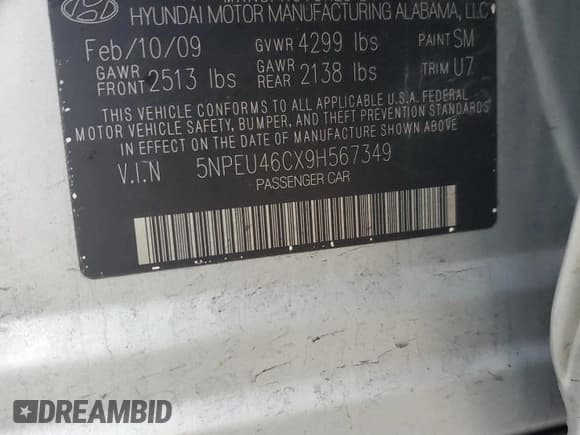 HYUNDAI MOTOR MANUFACTURING ALABAMA, LLC
Feb/10/09 GVWR 4299 lbs PAINT SM
GAWR FRONT 2513 lbs GAWR REAR 2138 lbs TRIM U7
THIS VEHICLE CONFORMS TO ALL APPLICABLE U.S.A. FEDERAL
MOTOR VEHICLE SAFETY, BUMPER, AND THEFT PREVENTION STANDARDS
IN EFFECT ON THE DATE OF MANUFACTURE SHOWN ABOVE.
V.I.N 5NPEU46CX9H567349
PASSENGER CAR
DREAMBID